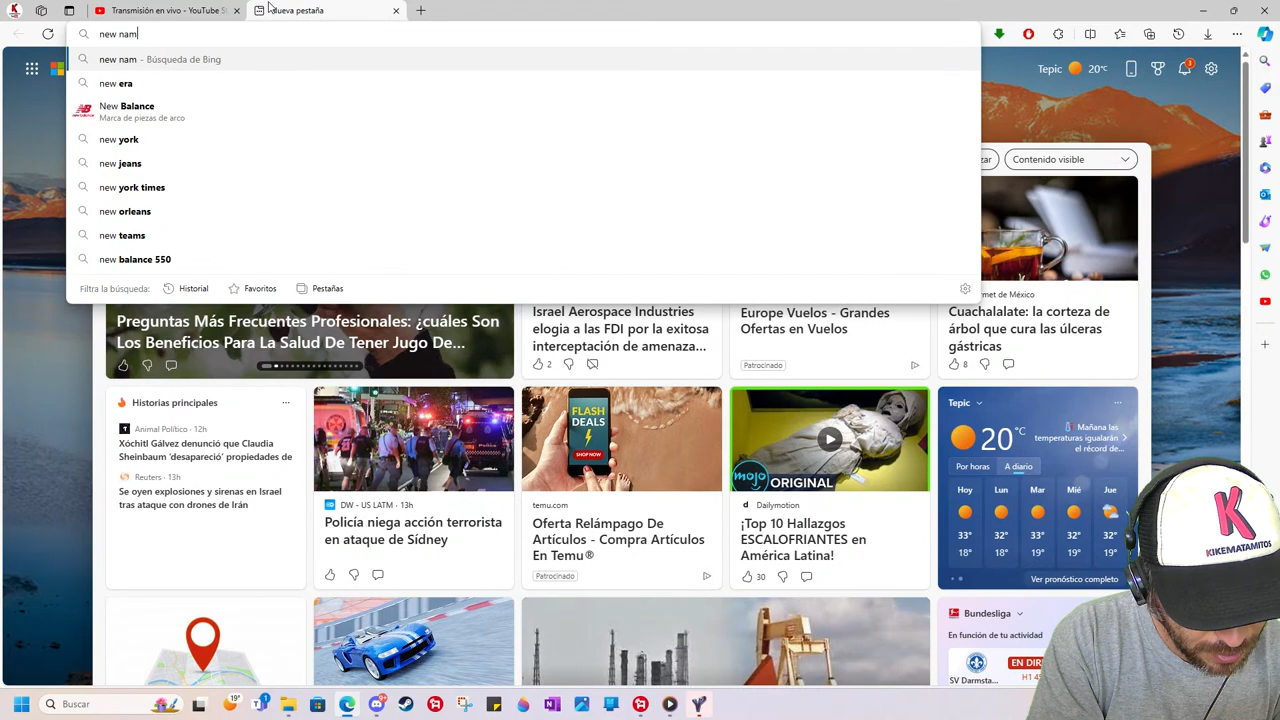 Transmisión en vivo - YouTube St
Nueva pestaña
new nam
new nam - Búsqueda de Bing
new era
New Balance
Marca de piezas de arco
new york
new jeans
new york times
new orleans
new teams
new balance 550
Filtra la búsqueda:
Historial
Favoritos
Pestañas
Tepic
20°C
3
zar
Contenido visible
Preguntas Más Frecuentes Profesionales: ¿cuáles Son
Los Beneficios Para La Salud De Tener Jugo De...
Israel Aerospace Industries
elogia a las FDI por la exitosa
interceptación de amenaza...
2
Europe Vuelos - Grandes
Ofertas en Vuelos
Patrocinado
met de México
Cuachalalate: la corteza de
árbol que cura las úlceras
gástricas
8
Historias principales
Animal Político · 12h
Xóchitl Gálvez denunció que Claudia
Sheinbaum 'desapareció' propiedades de
Reuters · 13h
Se oyen explosiones y sirenas en Israel
tras ataque con drones de Irán
DW - US LATM · 13h
Policía niega acción terrorista
en ataque de Sídney
FLASH
DEALS
SHOP NOW
temu.com
Oferta Relámpago De
Artículos - Compra Artículos
En Temu®
Patrocinado
mojo
ORIGINAL
Dailymotion
¡Top 10 Hallazgos
ESCALOFRIANTES en
América Latina!
30
Tepic
20°C
Mañana las
temperaturas igualarán
el récord de...
Por horas
A diario
Hoy
Lun
Mar
Mié
Jue
33°
32°
32°
32°
32°
18°
19°
19°
18°
18°
Ver pronóstico completo
Bundesliga
En función de tu actividad
EN DIRE
SV Darmsta...
K
KIKEMATAMITOS
Buscar
19°
9+